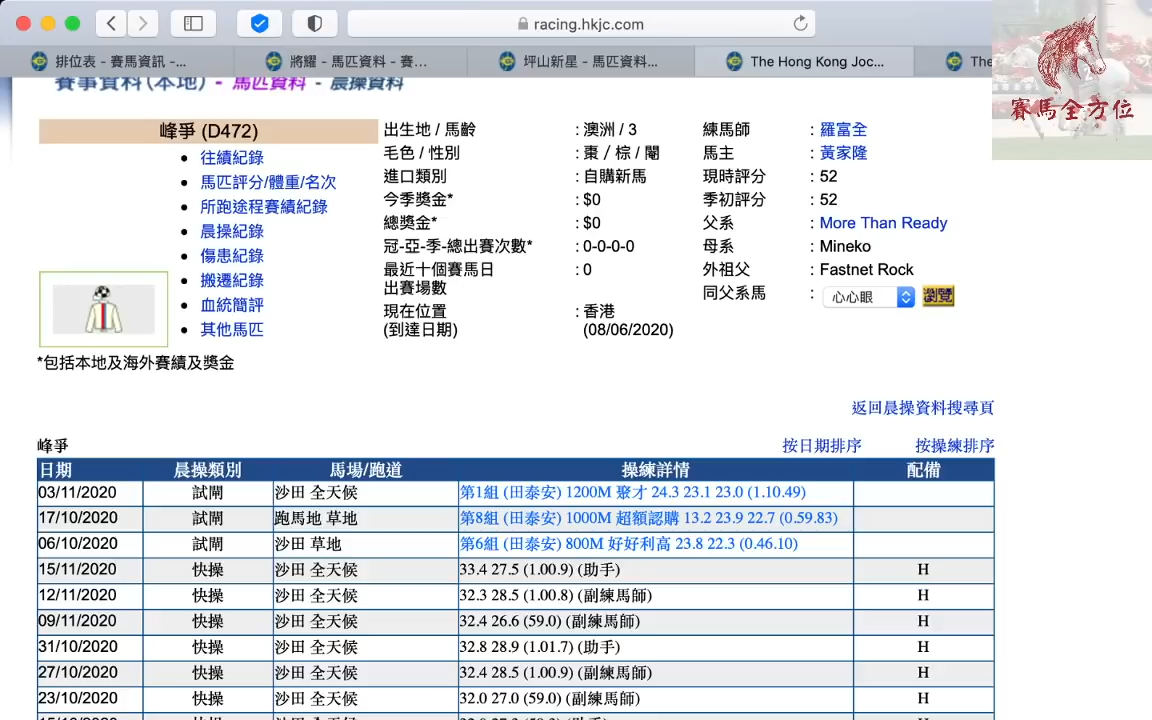 racing.hkjc.com
排位表 - 賽馬資訊 -...
將耀 - 馬匹資料 - 賽...
坪山新星 - 馬匹資料...
The Hong Kong Joc...
The
賽馬全方位
賽事資料(本地) - 馬匹資料 - 晨操資料
峰爭 (D472)
往績紀錄
馬匹評分/體重/名次
所跑途程賽績紀錄
晨操紀錄
傷患紀錄
搬遷紀錄
血統簡評
其他馬匹
出生地 / 馬齡 : 澳洲 / 3 練馬師 : 羅富全
毛色 / 性別 : 棗 / 棕 / 閹 馬主 : 黃家隆
進口類別 : 自購新馬 現時評分 : 52
今季獎金* : $0 季初評分 : 52
總獎金* : $0 父系 : More Than Ready
冠-亞-季-總出賽次數* : 0-0-0-0 母系 : Mineko
最近十個賽馬日 : 0 外祖父 : Fastnet Rock
出賽場數 同父系馬 : 心心眼 瀏覽
現在位置 : 香港
(到達日期) (08/06/2020)
*包括本地及海外賽績及獎金
返回晨操資料搜尋頁
峰爭 按日期排序 按操練排序
日期 晨操類別 馬場/跑道 操練詳情 配備
03/11/2020 試閘 沙田 全天候 第1組 (田泰安) 1200M 聚才 24.3 23.1 23.0 (1.10.49)
17/10/2020 試閘 跑馬地 草地 第8組 (田泰安) 1000M 超額認購 13.2 23.9 22.7 (0.59.83)
06/10/2020 試閘 沙田 草地 第6組 (田泰安) 800M 好好利高 23.8 22.3 (0.46.10)
15/11/2020 快操 沙田 全天候 33.4 27.5 (1.00.9) (助手) H
12/11/2020 快操 沙田 全天候 32.3 28.5 (1.00.8) (副練馬師) H
09/11/2020 快操 沙田 全天候 32.4 26.6 (59.0) (副練馬師) H
31/10/2020 快操 沙田 全天候 32.8 28.9 (1.01.7) (助手) H
27/10/2020 快操 沙田 全天候 32.4 28.5 (1.00.9) (副練馬師) H
23/10/2020 快操 沙田 全天候 32.0 27.0 (59.0) (副練馬師) H